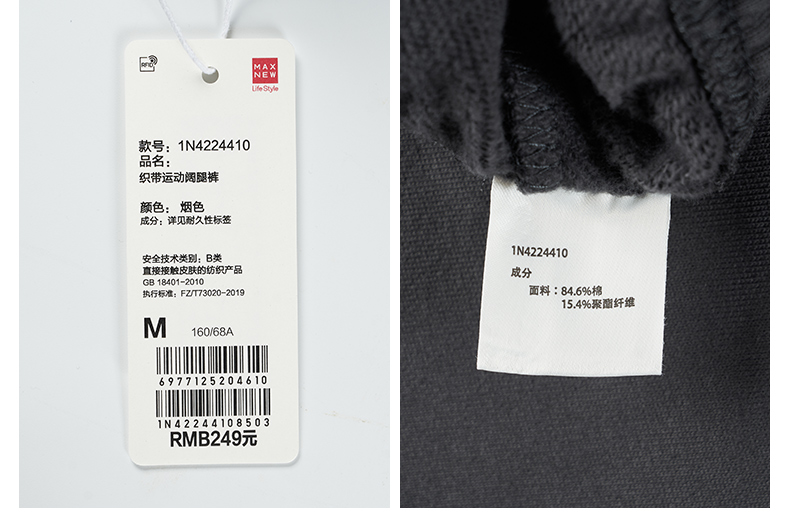 RFID
MAX
NEW
LifeStyle
款号：1N4224410
品名：
织带运动阔腿裤
颜色： 烟色
成分：详见耐久性标签
安全技术类别：B类
直接接触皮肤的纺织产品
GB 18401-2010
执行标准：FZ/T73020-2019
M 160/68A
6977125204610
1N42244108503
RMB249元
1N4224410
成分
面料：84.6%棉
15.4%聚酯纤维